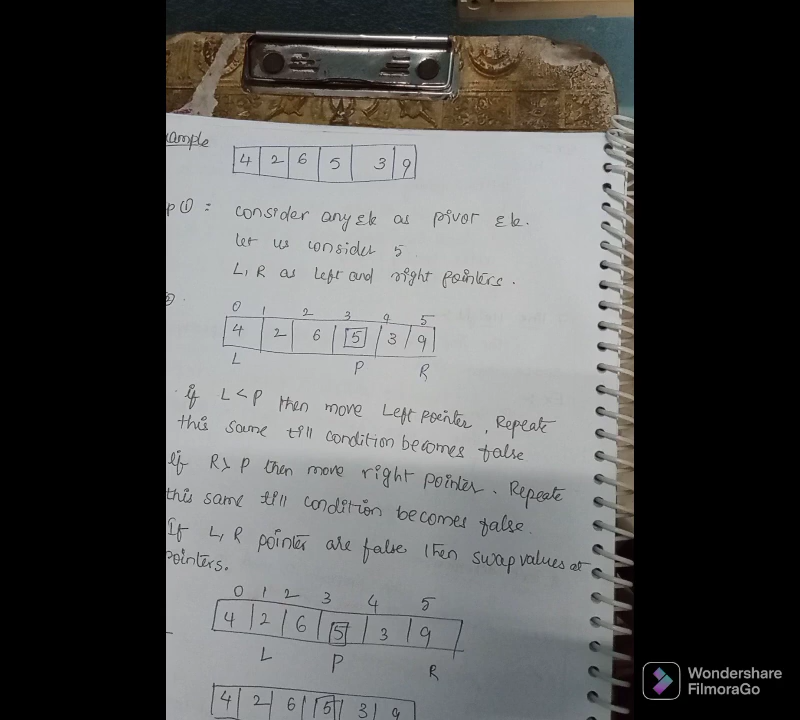 ample
4 2 6 5 3 9
p ① : consider any Ek as pivot Ek.
let us consider 5
L, R as left and right pointers.
②
0 1 2 3 4 5
4 2 6 5 3 9
L P R
if L < P then move Left pointer, Repeate
this same till condition becomes false
if R > P then move right pointer. Repeate
this same till condition becomes false.
If L, R pointer are false then swap values at
pointers.
0 1 2 3 4 5
4 2 6 5 3 9
L P R
4 2 6 5 3 9
Wondershare
FilmoraGo